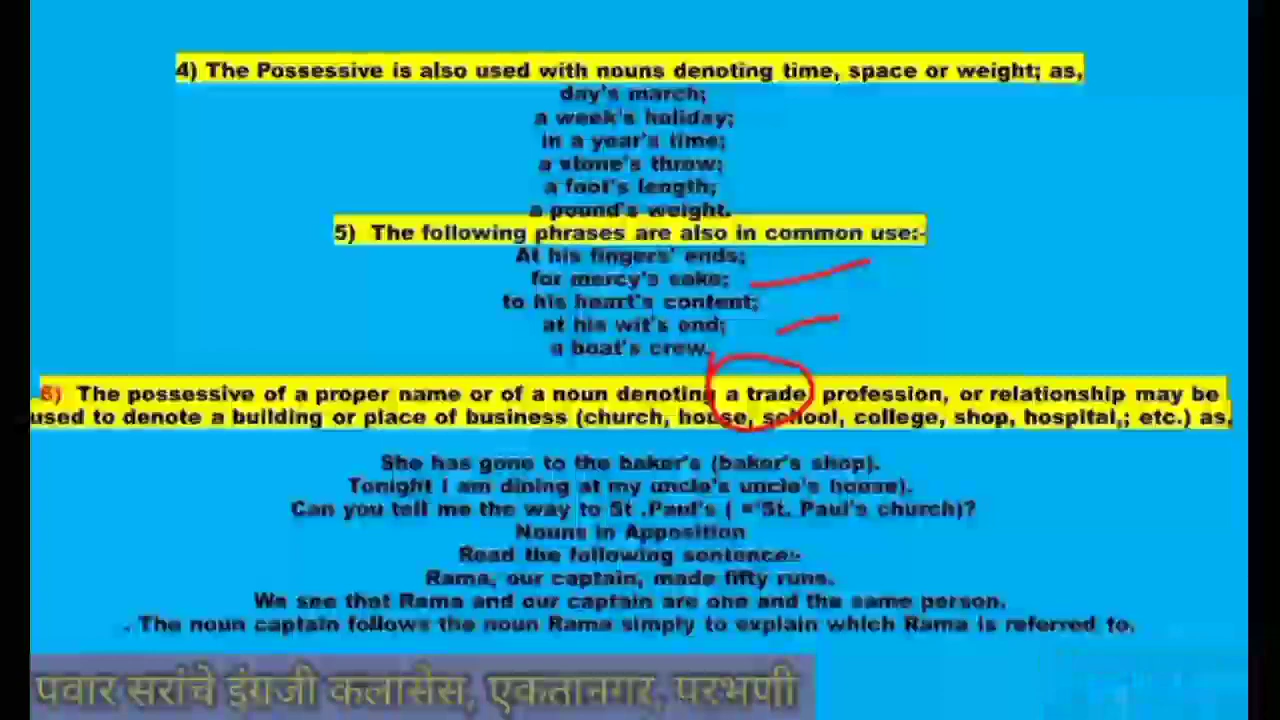 4) The Possessive is also used with nouns denoting time, space or weight; as,
day's march;
a week's holiday;
in a year's time;
a stone's throw;
a foot's length;
a pound's weight.
5) The following phrases are also in common use:-
At his fingers' ends;
for mercy's sake;
to his heart's content;
at his wit's end;
a boat's crew.
6) The possessive of a proper name or of a noun denoting a trade, profession, or relationship may be
used to denote a building or place of business (church, house, school, college, shop, hospital,; etc.) as,
She has gone to the baker's (baker's shop).
Tonight I am dining at my uncle's uncle's house).
Can you tell me the way to St .Paul's ( ='St. Paul's church)?
Nouns in Apposition
Read the following sentence:-
Rama, our captain, made fifty runs.
We see that Rama and our captain are one and the same person.
. The noun captain follows the noun Rama simply to explain which Rama is referred to.
पवार सरांचे इंग्रजी क्लासेस, एकतानगर, परभणी